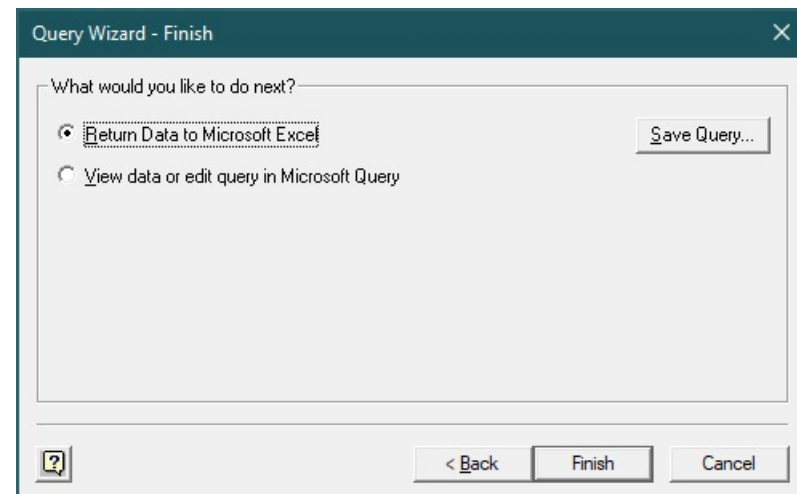 Query Wizard - Finish
What would you like to do next?
Return Data to Microsoft Excel
Save Query...
View data or edit query in Microsoft Query
?
< Back
Finish
Cancel